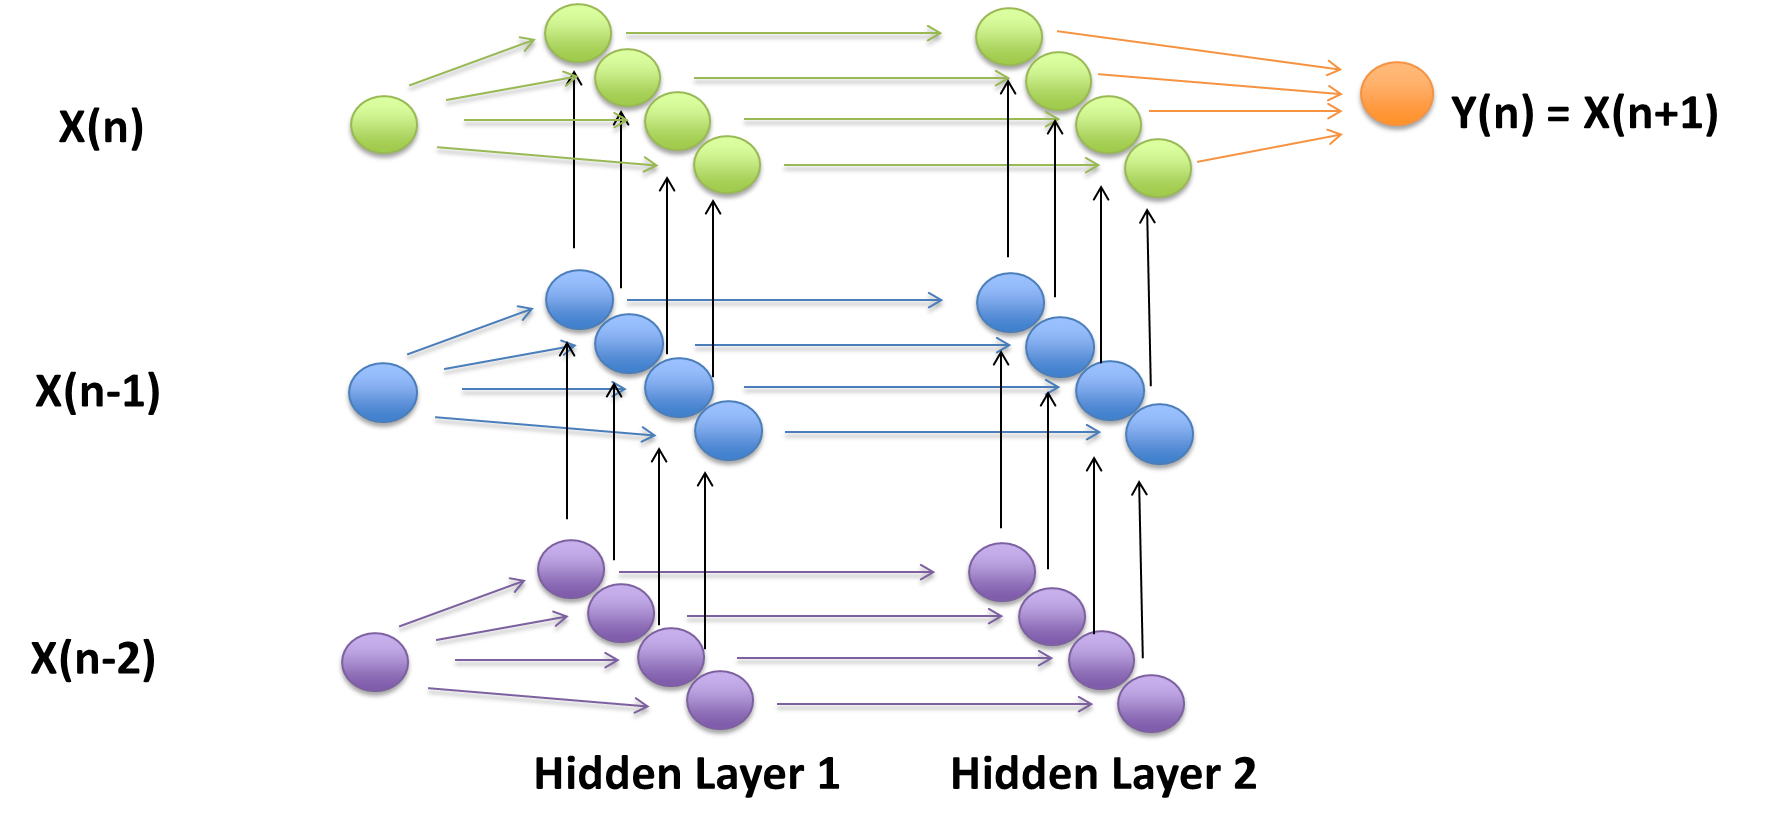 X(n)
Y(n) = X(n+1)
X(n-1)
X(n-2)
Hidden Layer 1
Hidden Layer 2